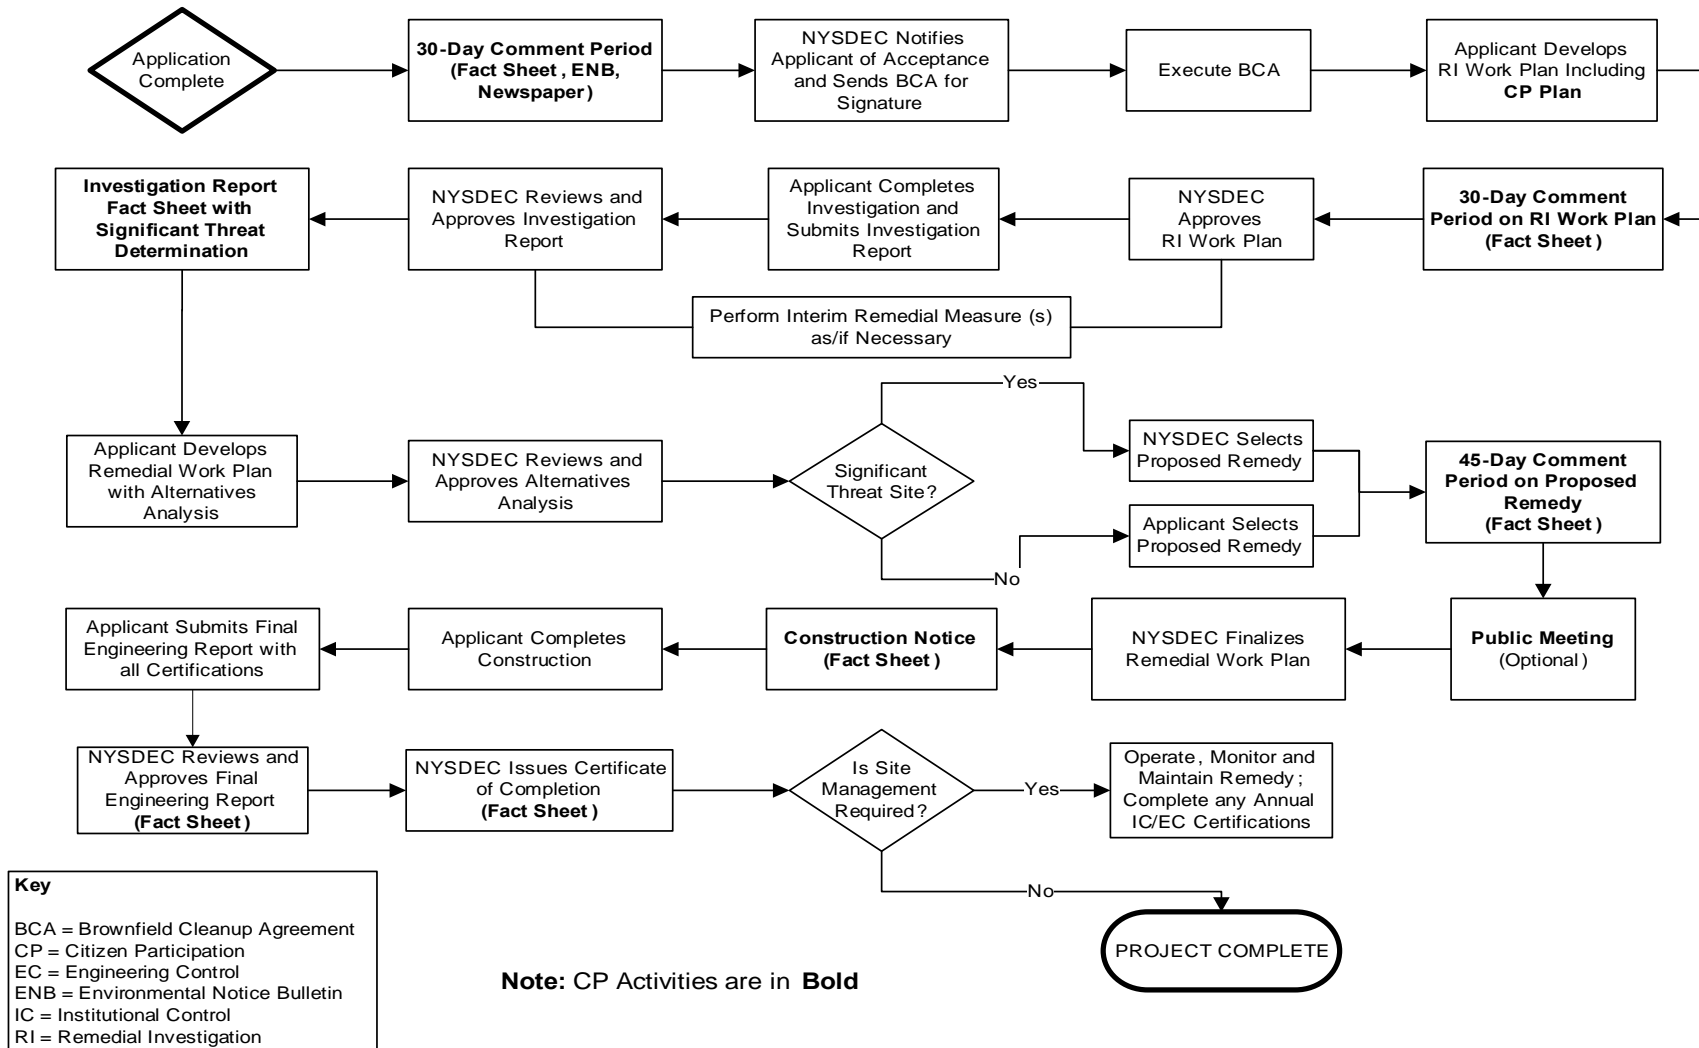 Application
Complete
30-Day Comment Period
(Fact Sheet , ENB,
Newspaper )
NYSDEC Notifies
Applicant of Acceptance
and Sends BCA for
Signature
Execute BCA
Applicant Develops
RI Work Plan Including
CP Plan
30-Day Comment
Period on RI Work Plan
(Fact Sheet )
NYSDEC
Approves
RI Work Plan
Applicant Completes
Investigation and
Submits Investigation
Report
NYSDEC Reviews and
Approves Investigation
Report
Investigation Report
Fact Sheet with
Significant Threat
Determination
Perform Interim Remedial Measure (s)
as/if Necessary
Applicant Develops
Remedial Work Plan
with Alternatives
Analysis
NYSDEC Reviews and
Approves Alternatives
Analysis
Significant
Threat Site?
Yes
NYSDEC Selects
Proposed Remedy
No
Applicant Selects
Proposed Remedy
45-Day Comment
Period on Proposed
Remedy
(Fact Sheet )
Public Meeting
(Optional)
NYSDEC Finalizes
Remedial Work Plan
Construction Notice
(Fact Sheet )
Applicant Completes
Construction
Applicant Submits Final
Engineering Report with
all Certifications
NYSDEC Reviews and
Approves Final
Engineering Report
(Fact Sheet )
NYSDEC Issues Certificate
of Completion
(Fact Sheet )
Is Site
Management
Required?
Yes
Operate, Monitor and
Maintain Remedy ;
Complete any Annual
IC/EC Certifications
No
PROJECT COMPLETE
Key
BCA = Brownfield Cleanup Agreement
CP = Citizen Participation
EC = Engineering Control
ENB = Environmental Notice Bulletin
IC = Institutional Control
RI = Remedial Investigation
Note: CP Activities are in Bold